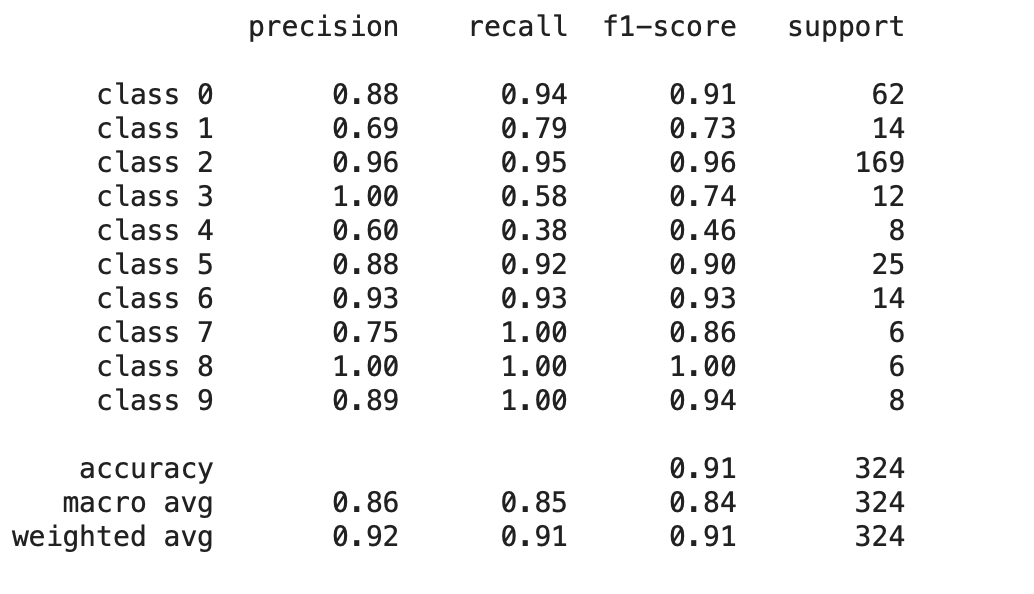 precision recall f1-score support
class 0 0.88 0.94 0.91 62
class 1 0.69 0.79 0.73 14
class 2 0.96 0.95 0.96 169
class 3 1.00 0.58 0.74 12
class 4 0.60 0.38 0.46 8
class 5 0.88 0.92 0.90 25
class 6 0.93 0.93 0.93 14
class 7 0.75 1.00 0.86 6
class 8 1.00 1.00 1.00 6
class 9 0.89 1.00 0.94 8
accuracy 0.91 324
macro avg 0.86 0.85 0.84 324
weighted avg 0.92 0.91 0.91 324